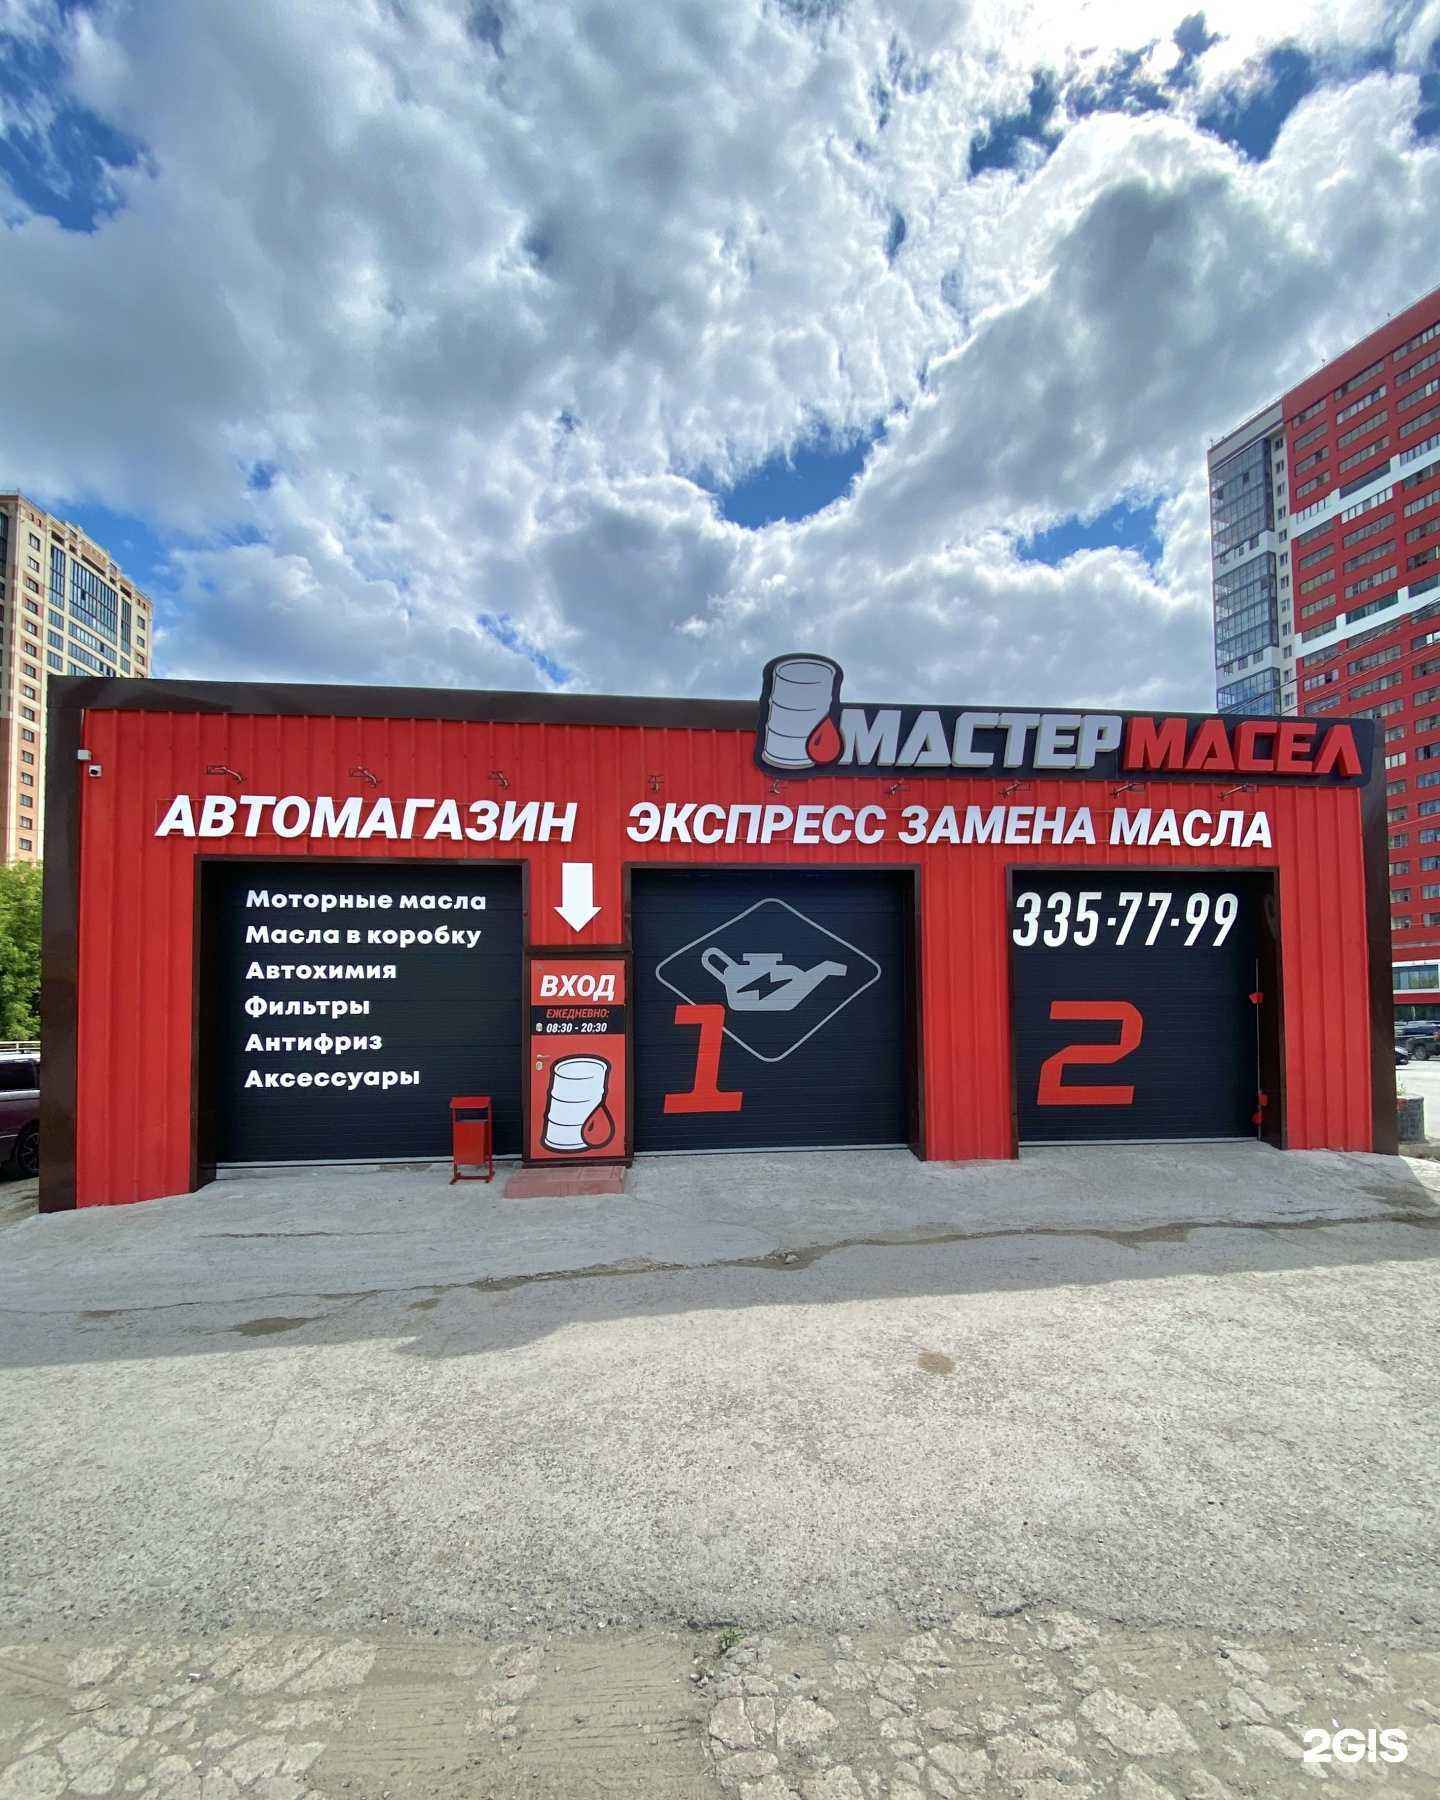 МАСТЕР МАСЕЛ
АВТОМАГАЗИН
ЭКСПРЕСС ЗАМЕНА МАСЛА
Моторные масла
Масла в коробку
Автохимия
Фильтры
Антифриз
Аксессуары
ВХОД
ЕЖЕДНЕВНО:
08:30 - 20:30
1
335-77-99
2
2GIS